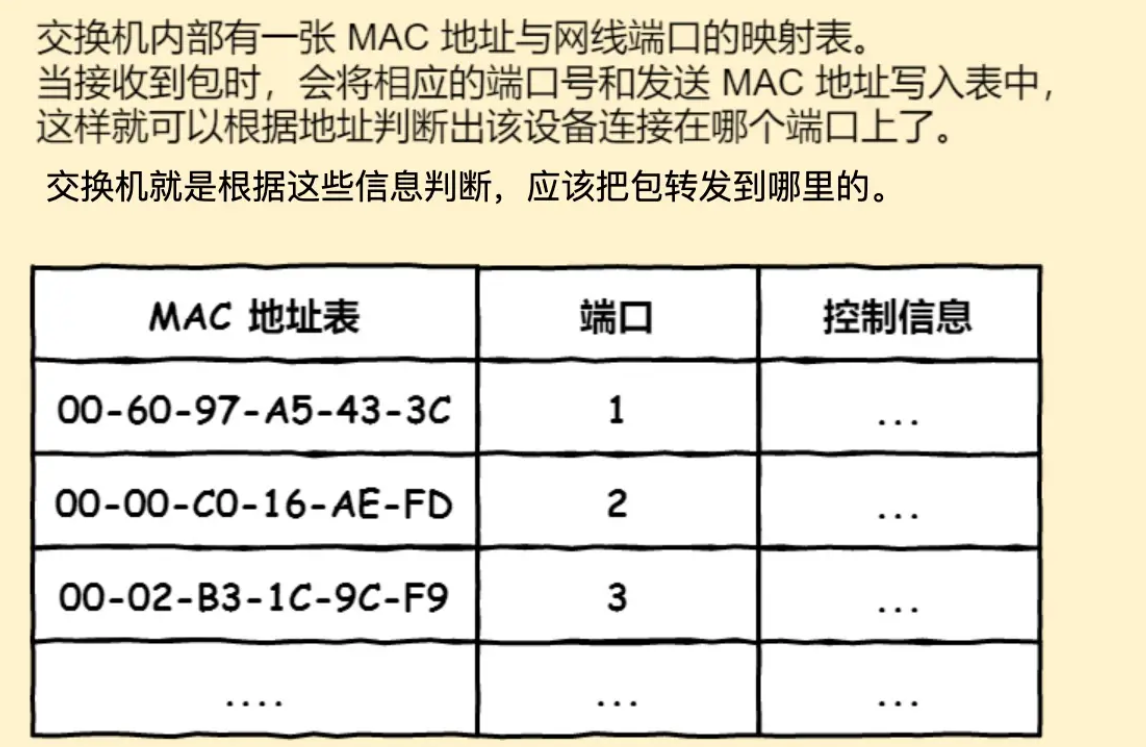 交换机内部有一张 MAC 地址与网线端口的映射表。
当接收到包时，会将相应的端口号和发送 MAC 地址写入表中，
这样就可以根据地址判断出该设备连接在哪个端口上了。
交换机就是根据这些信息判断，应该把包转发到哪里的。
MAC 地址表 端口 控制信息
00-60-97-A5-43-3C 1 ...
00-00-C0-16-AE-FD 2 ...
00-02-B3-1C-9C-F9 3 ...
.... ... ...